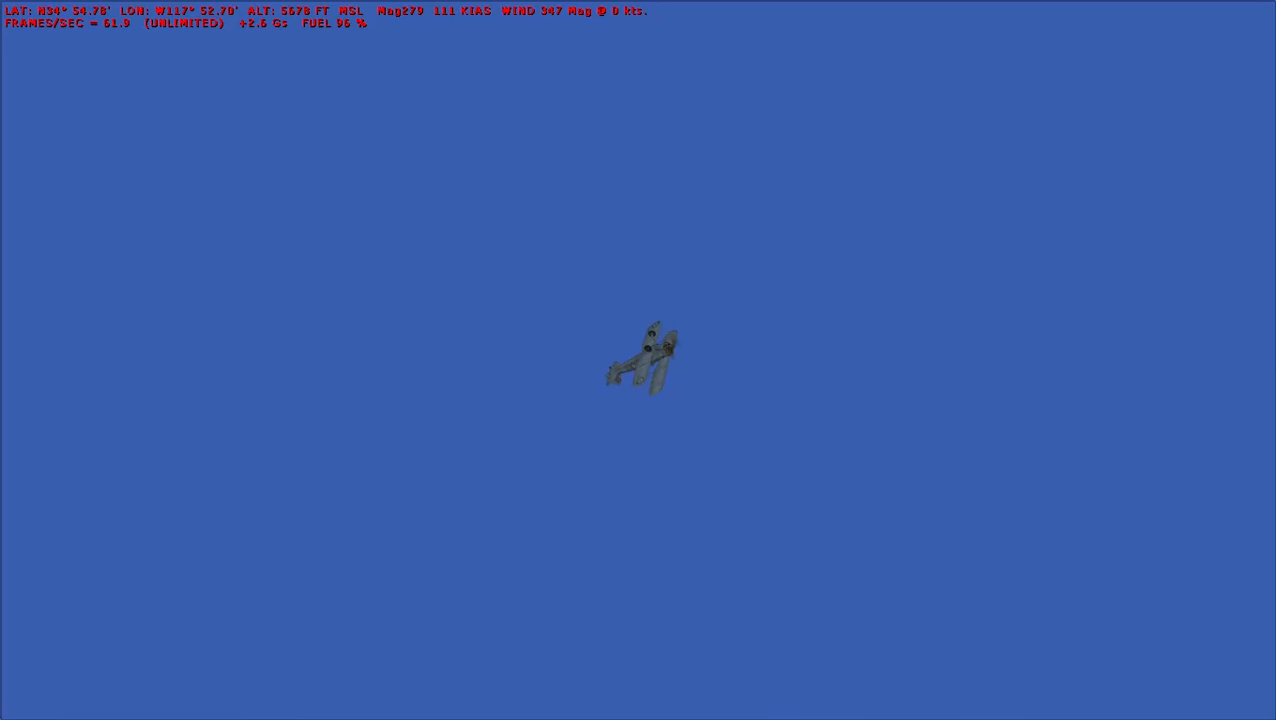 LAT: N34° 54.78' LON: W117° 52.70' ALT: 5678 FT MSL Mag279 111 KIAS WIND 347 Mag @ 0 kts.
FRAMES/SEC = 61.9 (UNLIMITED) +2.6 Gs FUEL 96 %